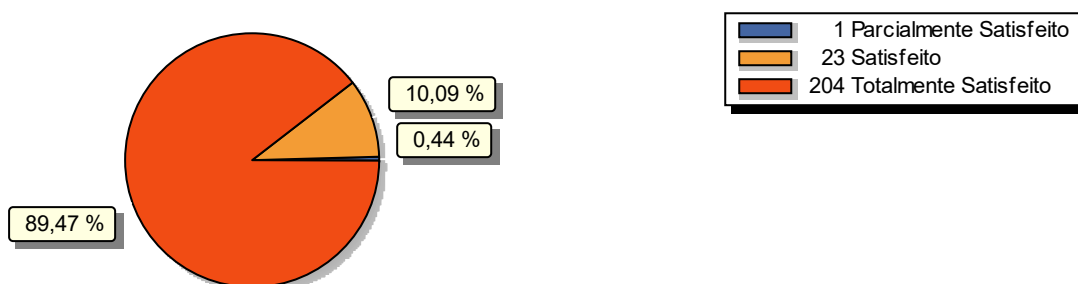 1 Parcialmente Satisfeito
23 Satisfeito
204 Totalmente Satisfeito
10,09 %
0,44 %
89,47 %